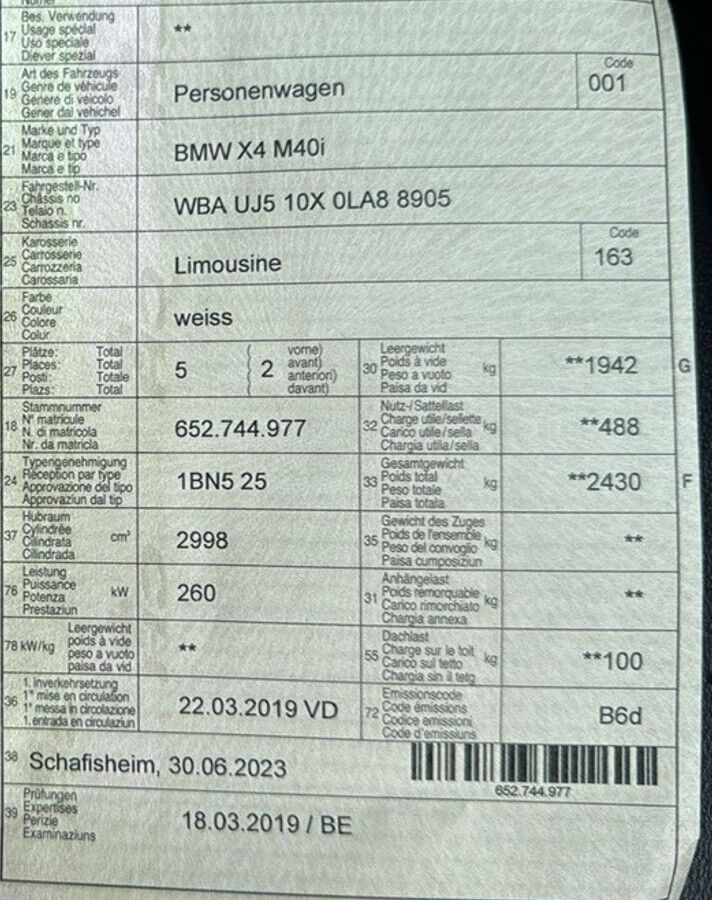 17 Bes. Verwendung
Usage spécial
Uso speciale
Diever spezial
**
19 Art des Fahrzeugs
Genre de véhicule
Genere di veicolo
Gener dal vehichel
Personenwagen
Code
001
21 Marke und Typ
Marque et type
Marca e tipo
Marca e tip
BMW X4 M40i
23 Fahrgestell-Nr.
Châssis no
Telaio n.
Schassis nr.
WBA UJ5 10X 0LA8 8905
25 Karosserie
Carrosserie
Carrozzeria
Carossaria
Limousine
Code
163
26 Farbe
Couleur
Colore
Colur
weiss
27 Plätze: Total
Places: Total
Posti: Totale
Plazs: Total
5 ( 2 vorne)
avant)
( anteriori)
davant)
30 Leergewicht
Poids à vide
Peso a vuoto
Paisa da vid
kg
**1942
G
18 Stammnummer
N° matricule
N. di matricola
Nr. da matricla
652.744.977
32 Nutz-/Sattellast
Charge utile/sellette
Carico utile/sella
Chargia utila/sella
kg
**488
24 Typengenehmigung
Réception par type
Approvazione del tipo
Approvaziun dal tip
1BN5 25
33 Gesamtgewicht
Poids total
Peso totale
Paisa totala
kg
**2430
F
37 Hubraum
Cylindrée
Cilindrata
Cilindrada
cm³
2998
35 Gewicht des Zuges
Poids de l'ensemble
Peso del convoglio
Paisa cumposiziun
kg
**
76 Leistung
Puissance
Potenza
Prestaziun
kW
260
31 Anhängelast
Poids remorquable
Carico rimorchiato
Chargia annexa
kg
**
78 kW/kg Leergewicht
poids à vide
peso a vuoto
paisa da vid
**
55 Dachlast
Charge sur le toit
Carico sul tetto
Chargia sin il tetg
kg
**100
36 1. Inverkehrsetzung
1re mise en circulation
1a messa in circolazione
1. entrada en circulaziun
22.03.2019 VD
72 Emissionscode
Code émissions
Codice emissioni
Code d'emissiuns
B6d
38 Schafisheim, 30.06.2023
652.744.977
39 Prüfungen
Expertises
Perizie
Examinaziuns
18.03.2019 / BE